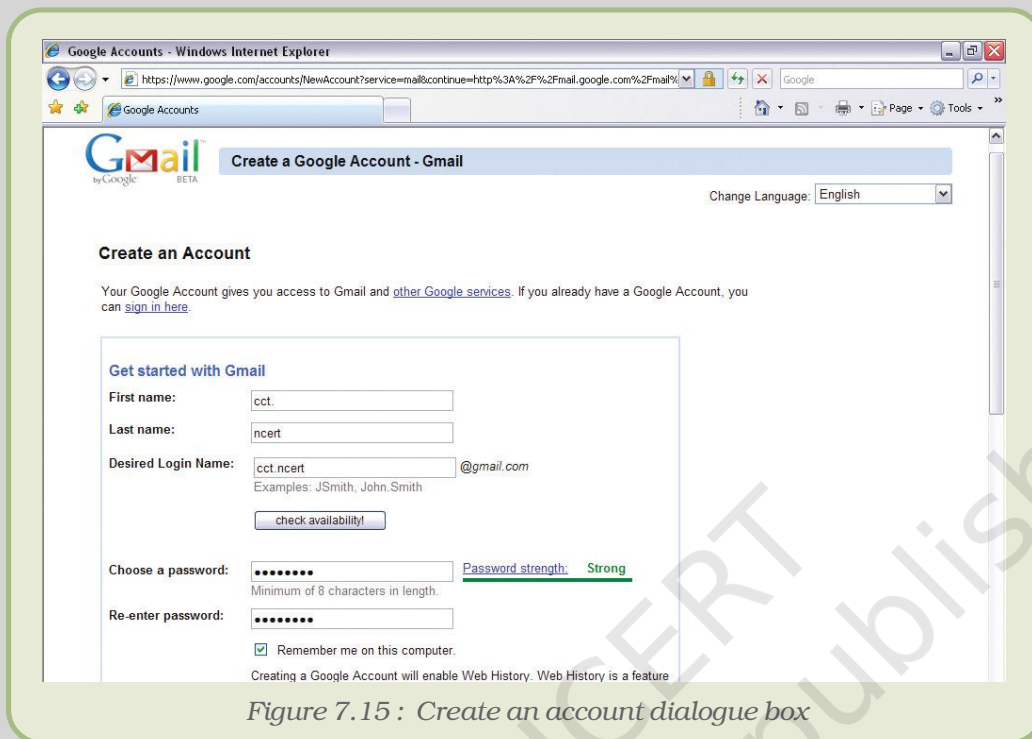 Google Accounts - Windows Internet Explorer
https://www.google.com/accounts/NewAccount?service=mail&continue=http%3A%2F%2Fmail.google.com%2Fmail%
Google
Google Accounts
Page
Tools
»
Gmail
by Google BETA
Create a Google Account - Gmail
Change Language: English
Create an Account
Your Google Account gives you access to Gmail and other Google services. If you already have a Google Account, you
can sign in here.
Get started with Gmail
First name: cct.
Last name: ncert
Desired Login Name: cct.ncert @gmail.com
Examples: JSmith, John.Smith
check availability!
Choose a password: •••••••• Password strength: Strong
Minimum of 8 characters in length.
Re-enter password: ••••••••
Remember me on this computer.
Creating a Google Account will enable Web History. Web History is a feature
Figure 7.15 : Create an account dialogue box